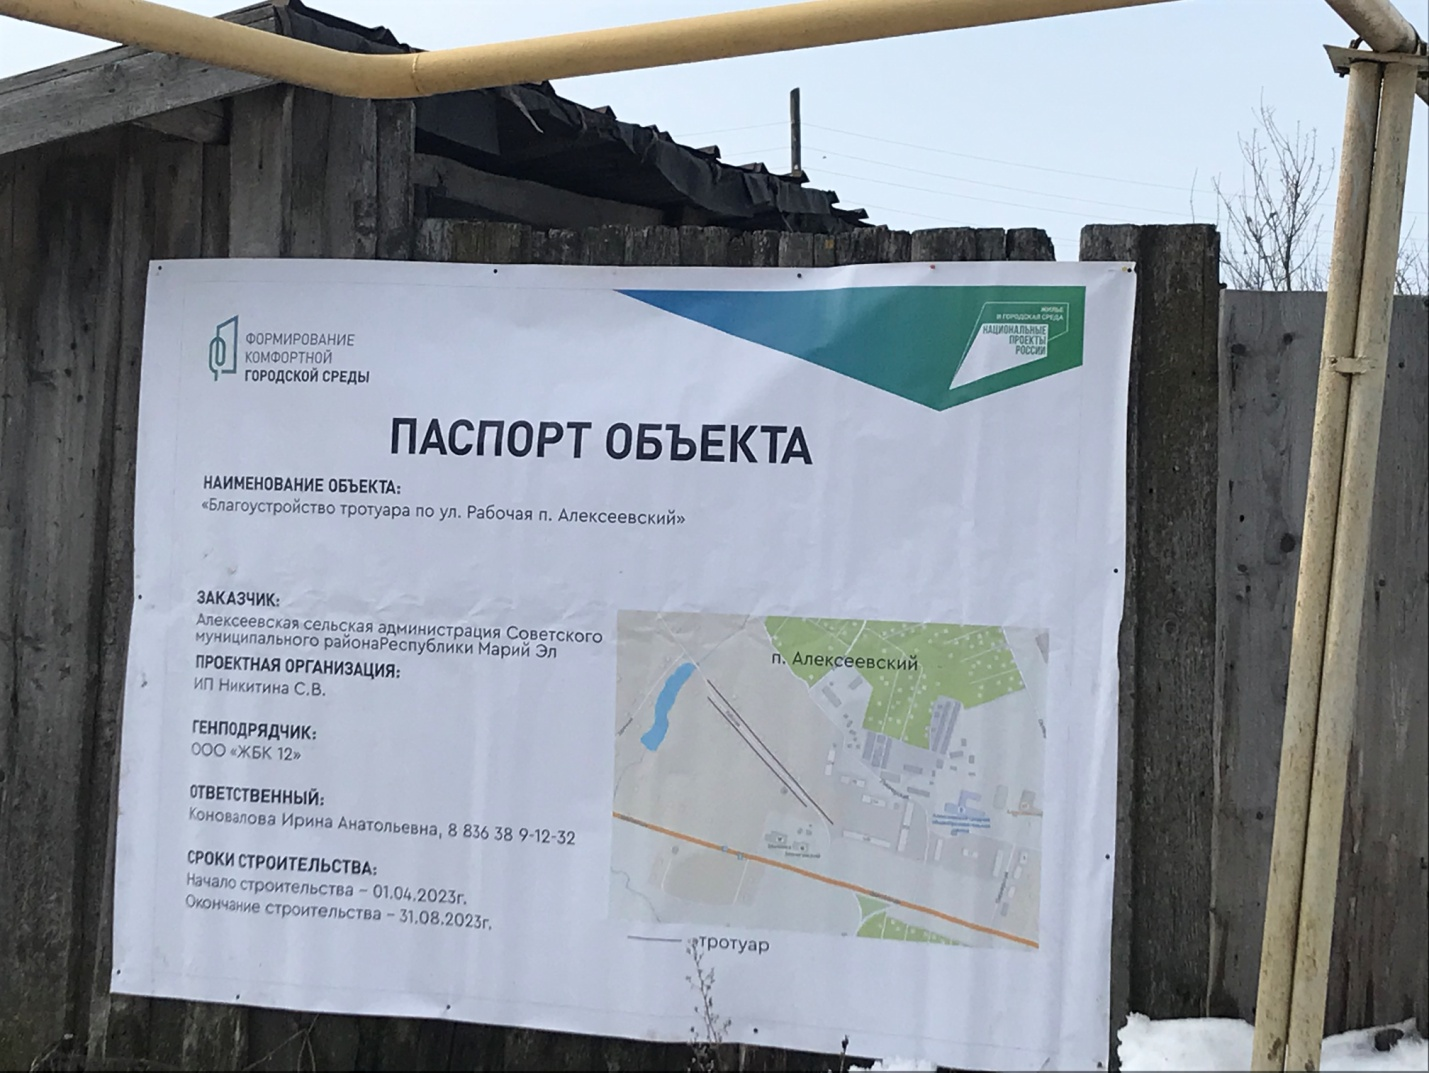 ФОРМИРОВАНИЕ
КОМФОРТНОЙ
ГОРОДСКОЙ СРЕДЫ
ЖИЛЬЕ
И ГОРОДСКАЯ СРЕДА
НАЦИОНАЛЬНЫЕ
ПРОЕКТЫ
РОССИИ
ПАСПОРТ ОБЪЕКТА
НАИМЕНОВАНИЕ ОБЪЕКТА:
«Благоустройство тротуара по ул. Рабочая п. Алексеевский»
ЗАКАЗЧИК:
Алексеевская сельская администрация Советского
муниципального районаРеспублики Марий Эл
ПРОЕКТНАЯ ОРГАНИЗАЦИЯ:
ИП Никитина С.В.
ГЕНПОДРЯДЧИК:
ООО «ЖБК 12»
ОТВЕТСТВЕННЫЙ:
Коновалова Ирина Анатольевна, 8 836 38 9-12-32
СРОКИ СТРОИТЕЛЬСТВА:
Начало строительства – 01.04.2023г.
Окончание строительства – 31.08.2023г.
п. Алексеевский
тротуар